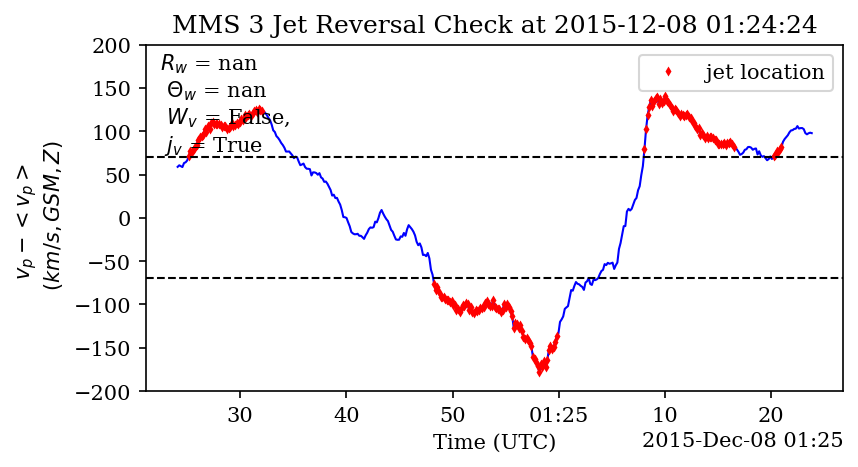 MMS 3 Jet Reversal Check at 2015-12-08 01:24:24
R_w = nan
Θ_w = nan
W_v = False,
j_v = True
jet location
v_p − < v_p >
(km/s, GSM, Z)
200
150
100
50
0
−50
−100
−150
−200
30 40 50 01:25 10 20
Time (UTC)
2015-Dec-08 01:25